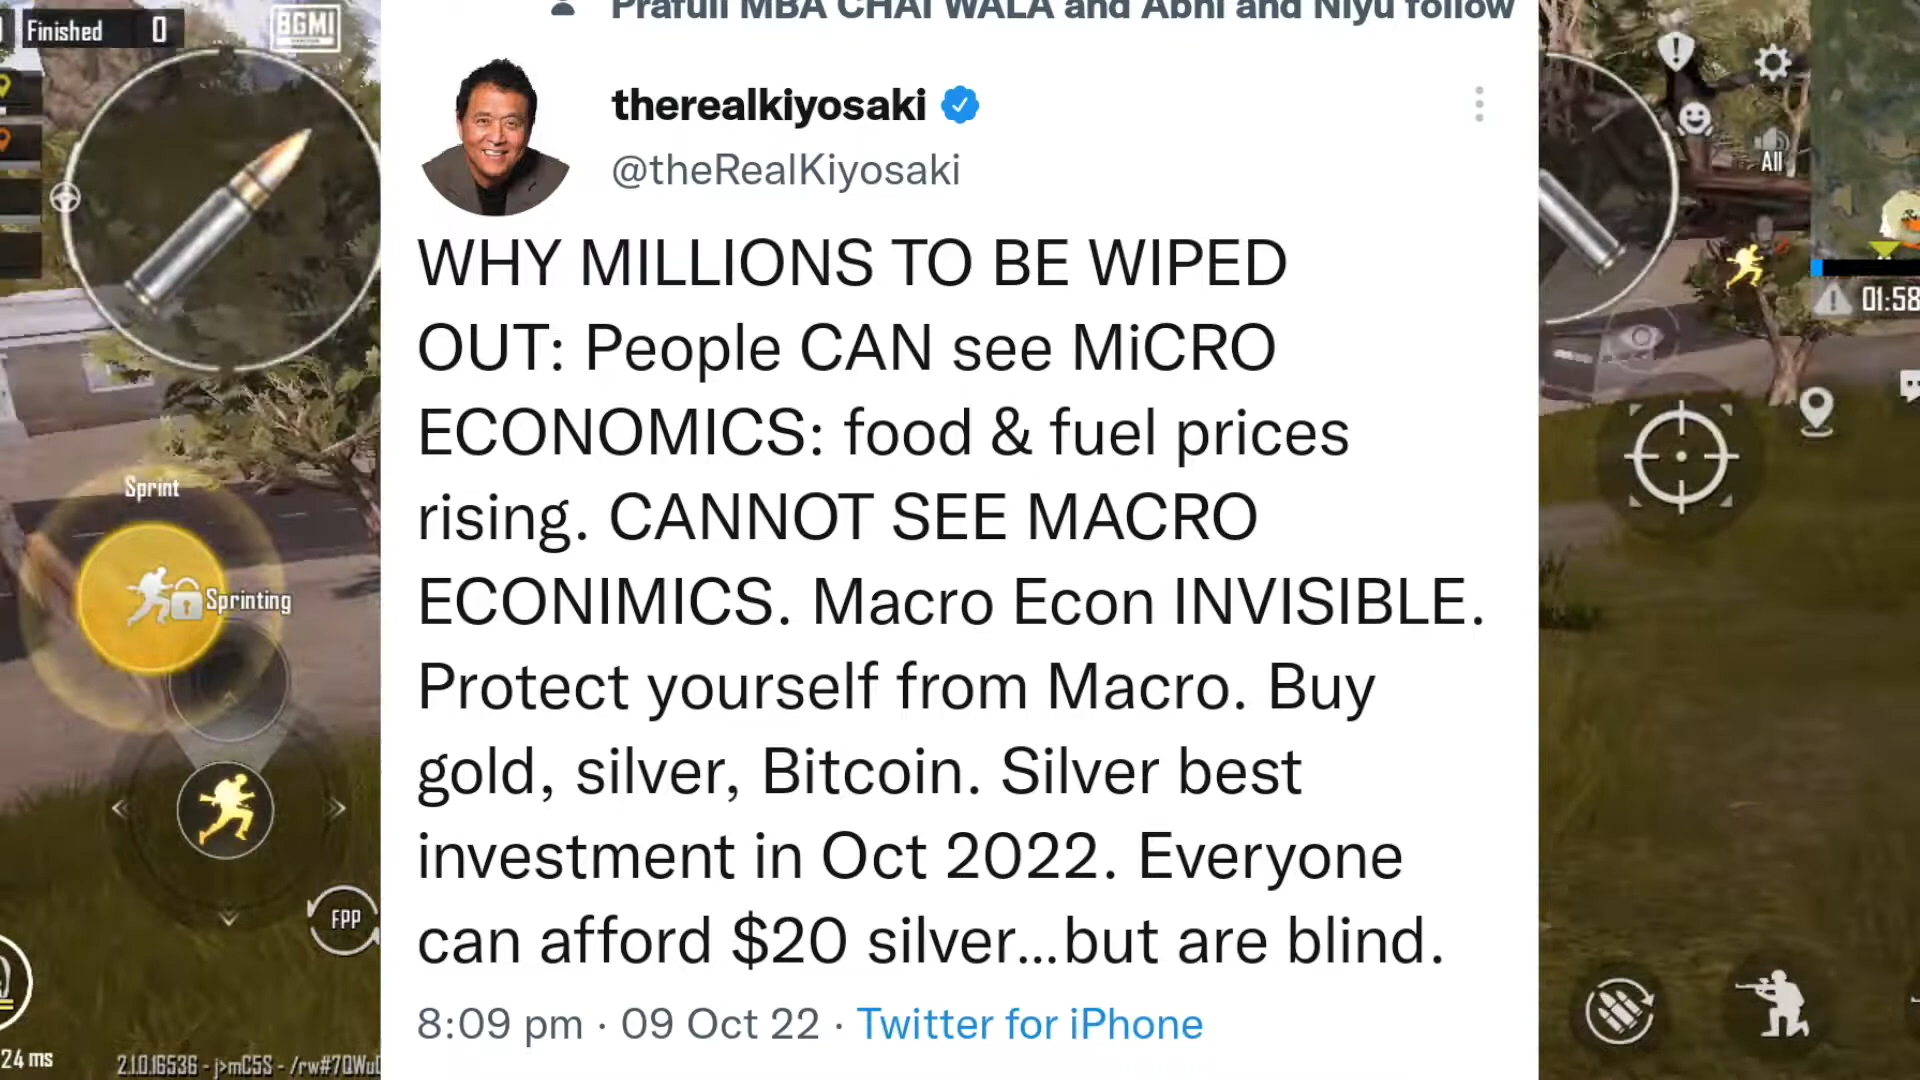 Finished 0
BGMI
Prafull MBA CHAI WALA and Abhi and Niyu follow
therealkiyosaki
@theRealKiyosaki
WHY MILLIONS TO BE WIPED
OUT: People CAN see MiCRO
ECONOMICS: food & fuel prices
rising. CANNOT SEE MACRO
ECONIMICS. Macro Econ INVISIBLE.
Protect yourself from Macro. Buy
gold, silver, Bitcoin. Silver best
investment in Oct 2022. Everyone
can afford $20 silver...but are blind.
8:09 pm · 09 Oct 22 · Twitter for iPhone
Sprint
Sprinting
FPP
24 ms
All
01:58